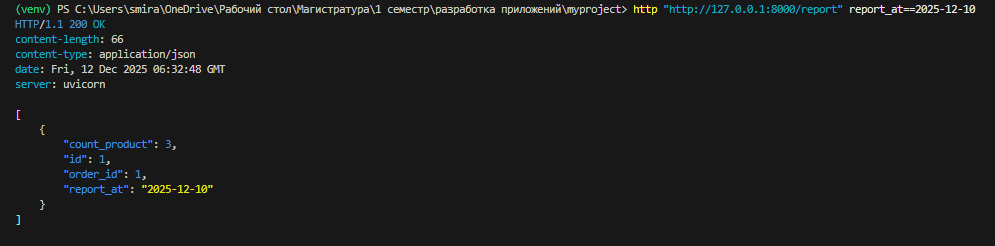 (venv) PS C:\Users\smira\OneDrive\Рабочий стол\Магистратура\1 семестр\разработка приложений\myproject> http "http://127.0.0.1:8000/report" report_at==2025-12-10
HTTP/1.1 200 OK
content-length: 66
content-type: application/json
date: Fri, 12 Dec 2025 06:32:48 GMT
server: uvicorn
[
{
"count_product": 3,
"id": 1,
"order_id": 1,
"report_at": "2025-12-10"
}
]